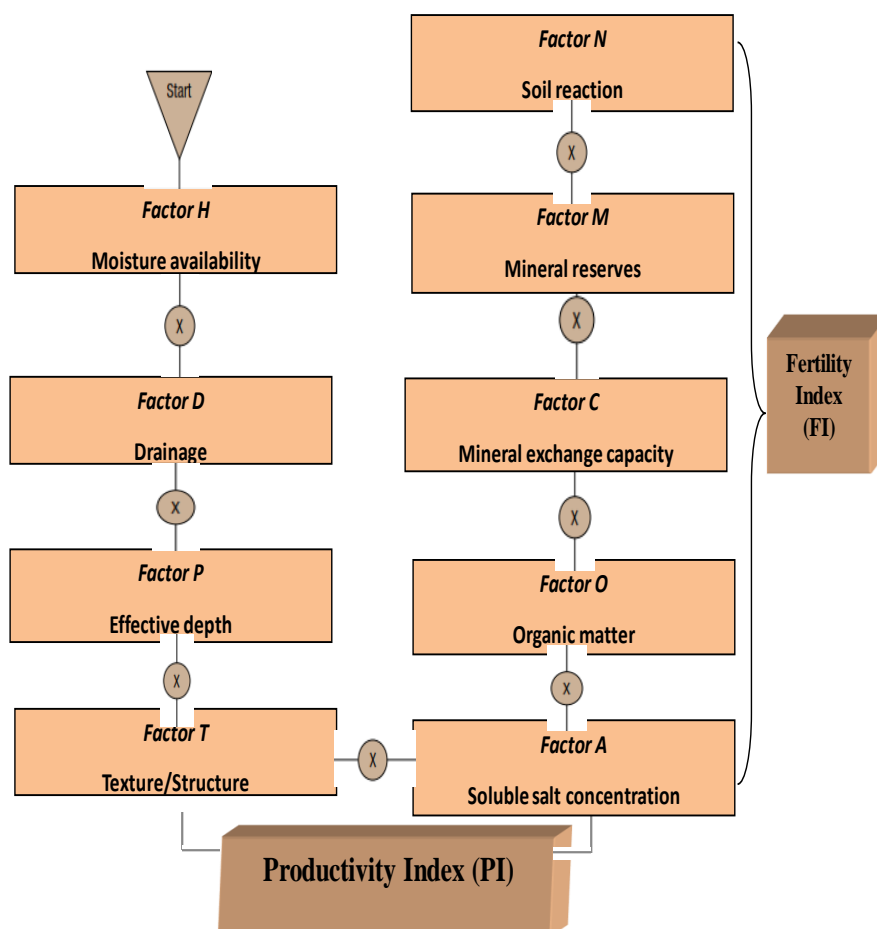 Start
Factor H
Moisture availability
X
Factor D
Drainage
X
Factor P
Effective depth
X
Factor T
Texture/Structure
X
Factor N
Soil reaction
X
Factor M
Mineral reserves
X
Factor C
Mineral exchange capacity
X
Factor O
Organic matter
X
Factor A
Soluble salt concentration
Fertility
Index
(FI)
Productivity Index (PI)